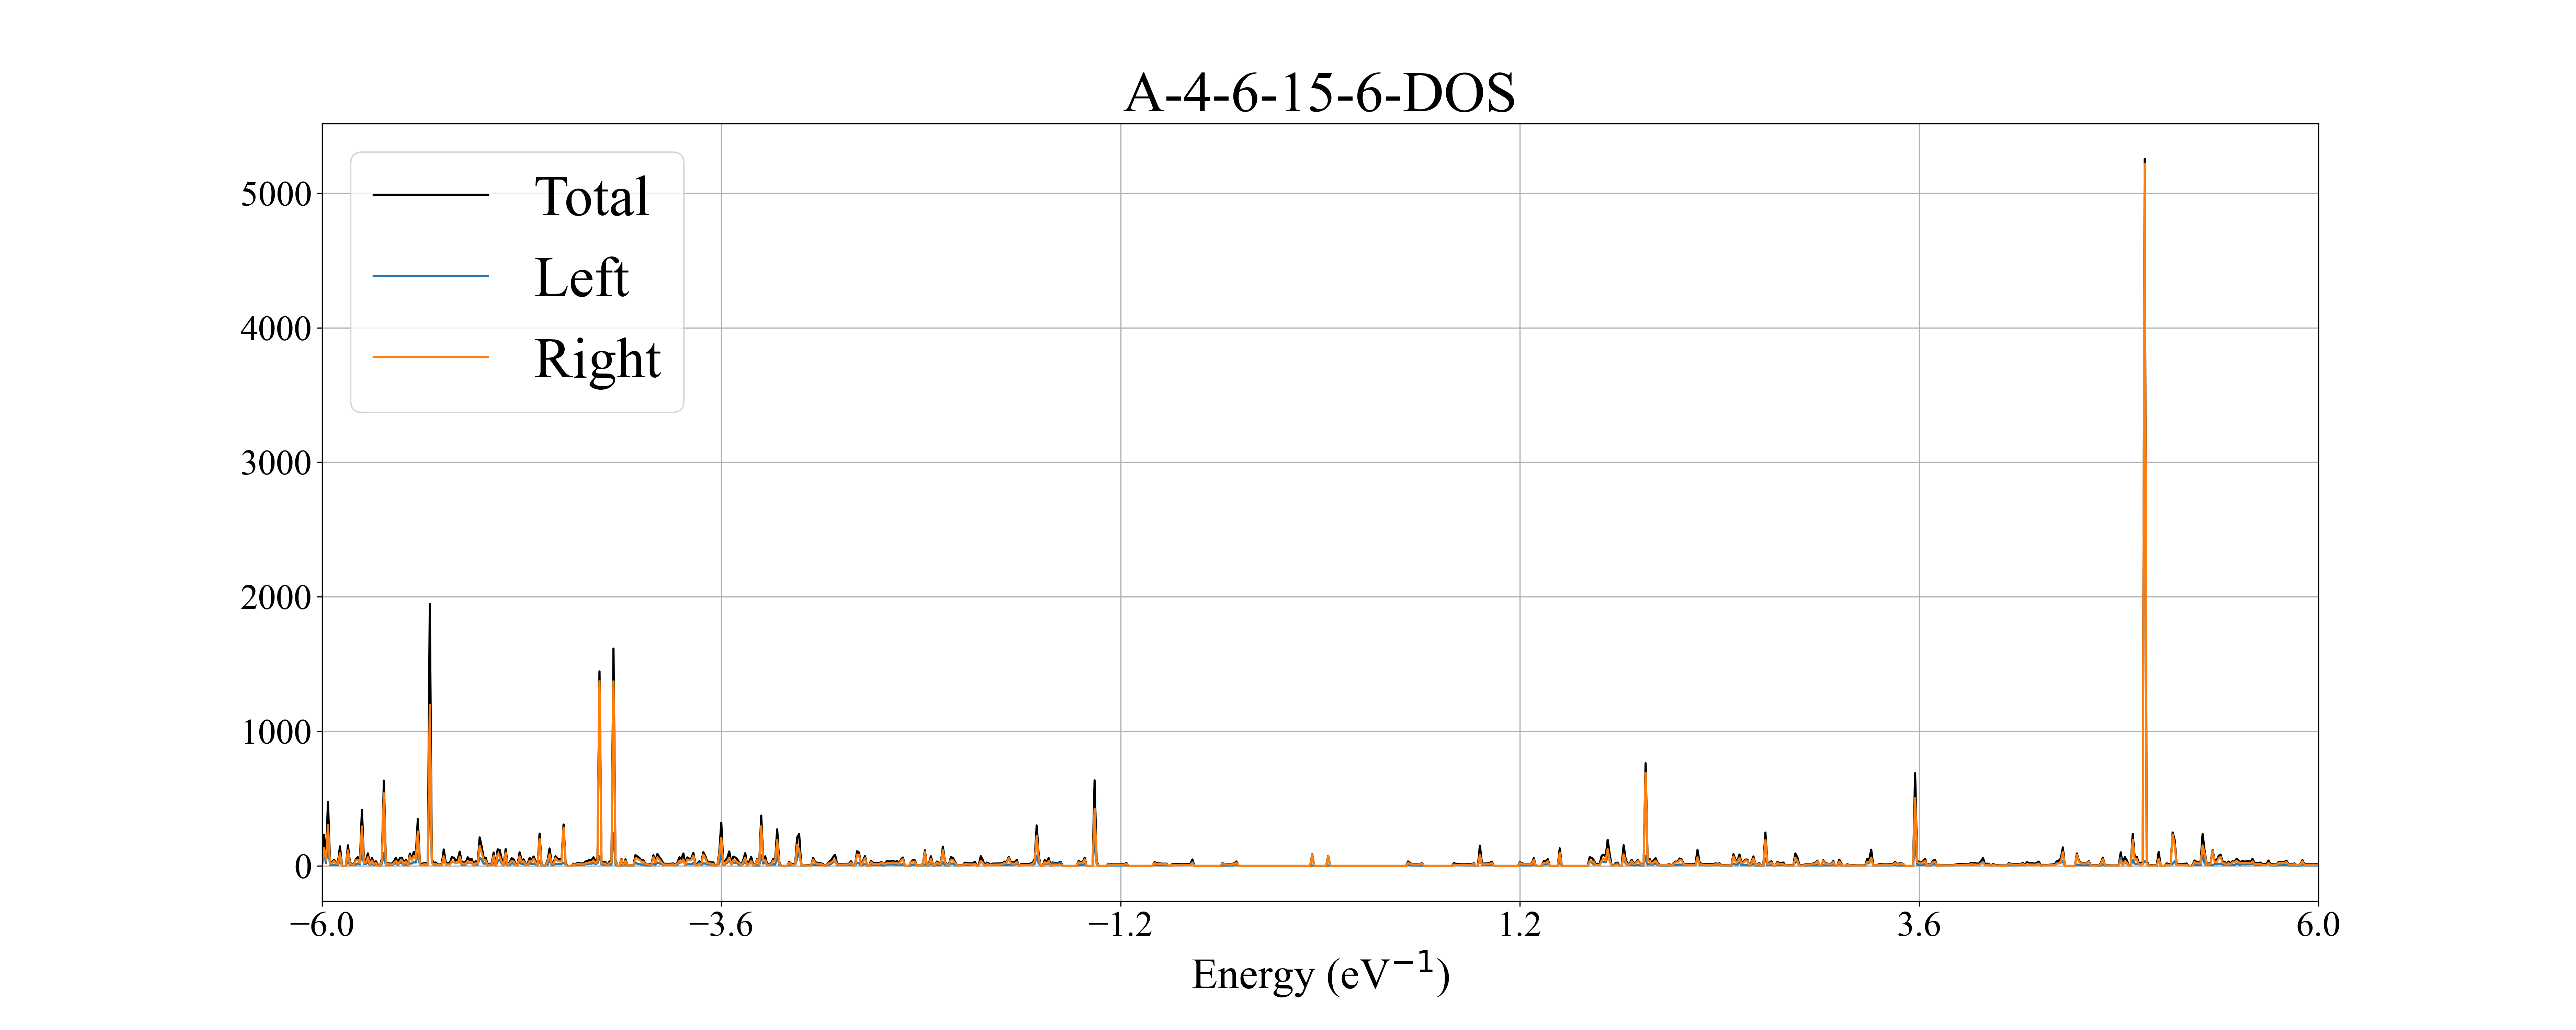 A-4-6-15-6-DOS
Total
Left
Right
5000
4000
3000
2000
1000
0
−6.0 −3.6 −1.2 1.2 3.6 6.0
Energy (eV⁻¹)